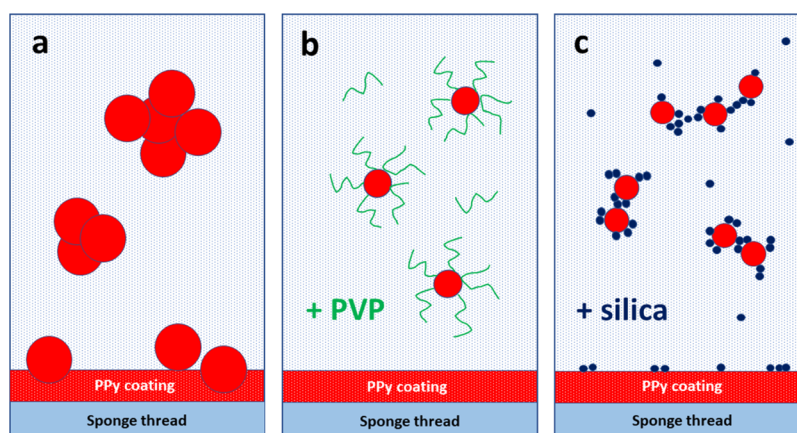 a
PPy coating
Sponge thread
b
+ PVP
PPy coating
Sponge thread
c
+ silica
PPy coating
Sponge thread